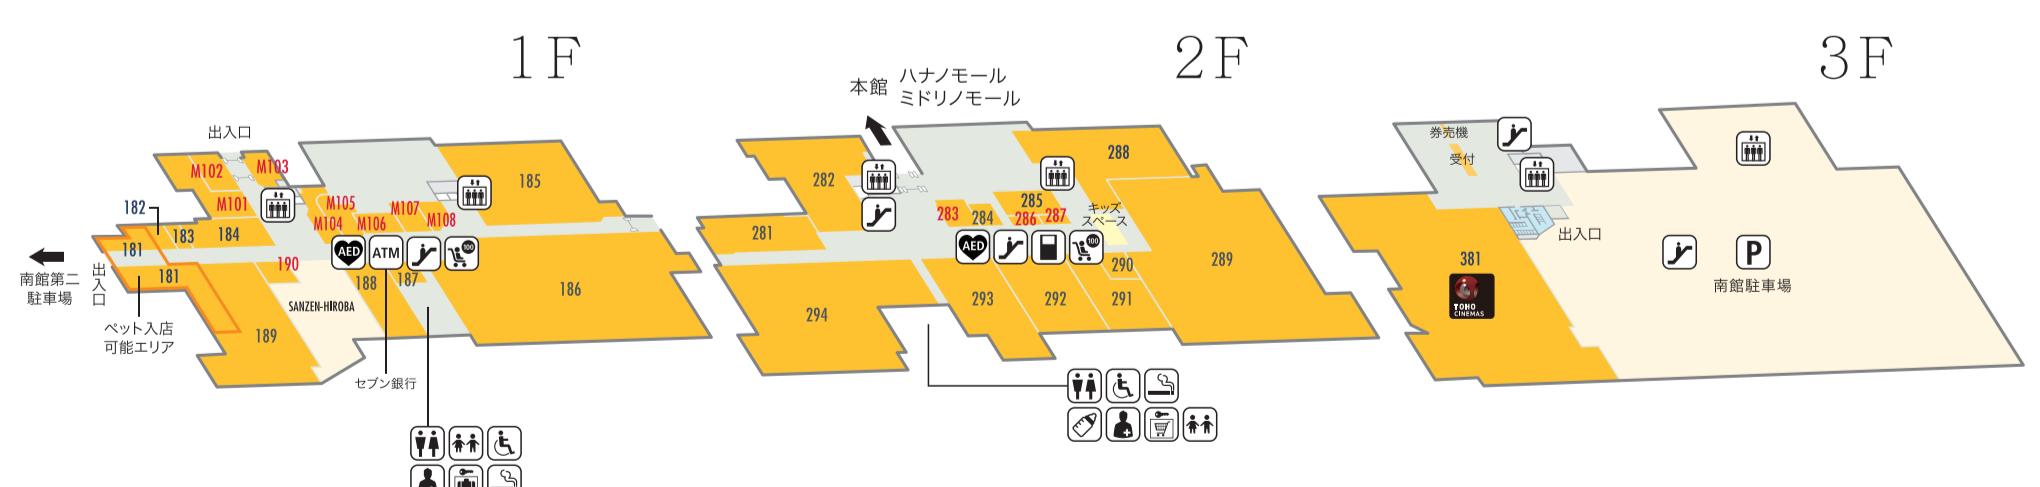 1F
出入口
M102
M103
M101
M105
M104
M106
M107
M108
185
182
183
184
181
181
190
AED
ATM
100
188
187
186
189
SANZEN-HIROBA
南館第二
駐車場
出入口
ペット入店
可能エリア
セブン銀行
2F
本館
ハナノモール
ミドリノモール
282
288
283
284
285
286
287
キッズ
スペース
281
AED
100
289
290
291
292
293
294
3F
券売機
受付
出入口
381
TOHO
CINEMAS
P
南館駐車場